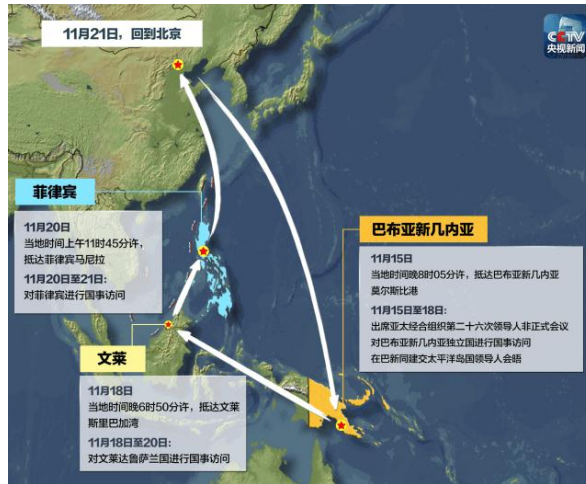 11月21日，回到北京
CCTV
央视新闻
菲律宾
11月20日
当地时间上午11时45分许，
抵达菲律宾马尼拉
11月20日至21日：
对菲律宾进行国事访问
巴布亚新几内亚
11月15日
当地时间晚8时05分许，抵达巴布亚新几内亚
莫尔斯比港
11月15日至18日：
出席亚太经合组织第二十六次领导人非正式会议
对巴布亚新几内亚独立国进行国事访问
在巴新同建交太平洋岛国领导人会晤
文莱
11月18日
当地时间晚6时50分许，抵达文莱
斯里巴加湾
11月18日至20日：
对文莱达鲁萨兰国进行国事访问